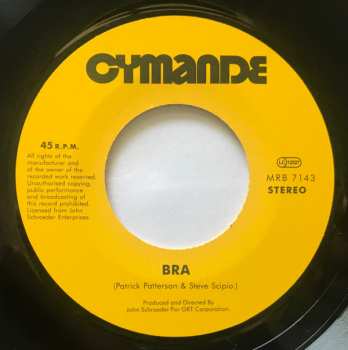 CYMANDE
45 R.P.M.
All rights of the
manufacturer and
of the owner of the
recorded work reserved.
Unauthorised copying,
public performance
and broadcasting of
this record prohibited.
Licensed from John
Schroeder Enterprises.
MRB 7143
STEREO
BRA
(Patrick Patterson & Steve Scipio.)
Produced and Directed By
John Schroeder For GRT Corporation.